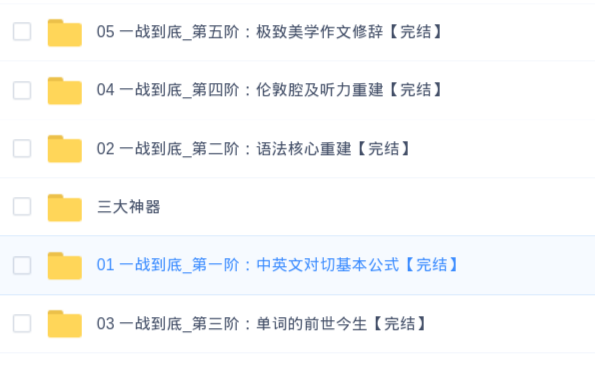 05 一战到底_第五阶：极致美学作文修辞【完结】
04 一战到底_第四阶：伦敦腔及听力重建【完结】
02 一战到底_第二阶：语法核心重建【完结】
三大神器
01 一战到底_第一阶：中英文对切基本公式【完结】
03 一战到底_第三阶：单词的前世今生【完结】